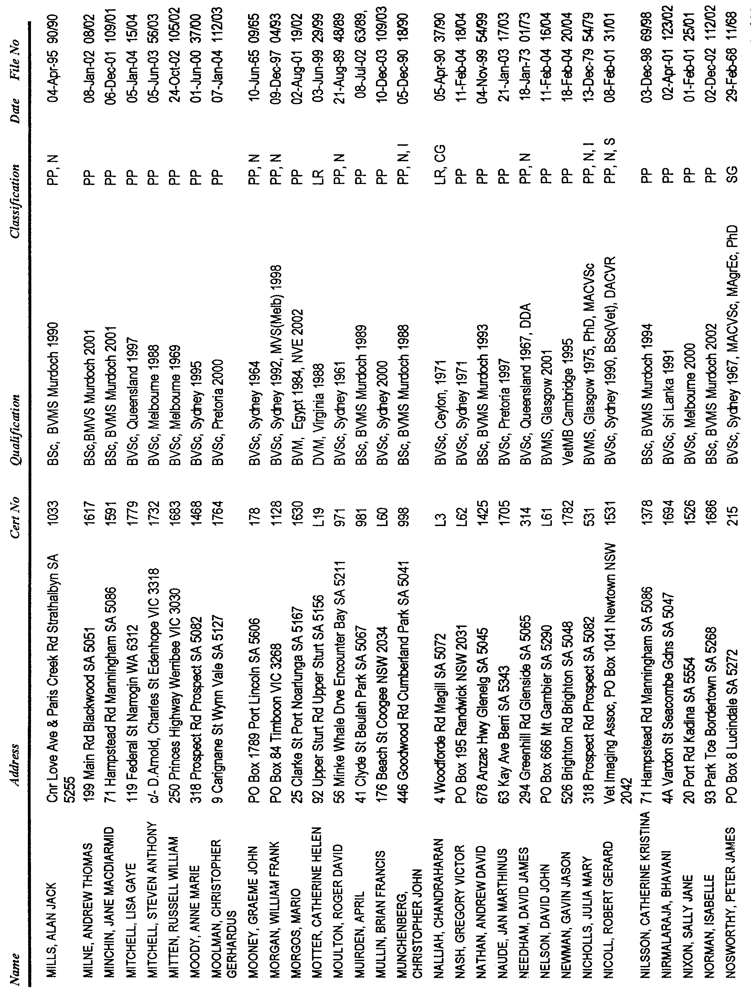 Name Address Cert No Qualification Classification Date File No
MILLS, ALAN JACK Cnr Love Ave & Paris Creek Rd Strathalbyn SA 1033 BSc, BVMS Murdoch 1990 PP, N 04-Apr-95 90/90
5255
MILNE, ANDREW THOMAS 199 Main Rd Blackwood SA 5051 1617 BSc,BMVS Murdoch 2001 PP 08-Jan-02 08/02
MINCHIN, JANE MACDIARMID 71 Hampstead Rd Manningham SA 5086 1591 BSc, BVMS Murdoch 2001 PP 06-Dec-01 109/01
MITCHELL, LISA GAYE 119 Federal St Narrogin WA 6312 1779 BVSc, Queensland 1997 PP 05-Jan-04 15/04
MITCHELL, STEVEN ANTHONY c/- D.Arnold, Charles St Edenhope VIC 3318 1732 BVSc, Melbourne 1988 PP 05-Jun-03 56/03
MITTEN, RUSSELL WILLIAM 250 Princes Highway Werribee VIC 3030 1683 BVSc, Melbourne 1969 PP 24-Oct-02 105/02
MOODY, ANNE MARIE 318 Prospect Rd Prospect SA 5082 1468 BVSc, Sydney 1995 PP 01-Jun-00 37/00
MOOLMAN, CHRISTOPHER 9 Carignane St Wynn Vale SA 5127 1764 BVSc, Pretoria 2000 PP 07-Jan-04 112/03
GERHARDUS
MOONEY, GRAEME JOHN PO Box 1789 Port Lincoln SA 5606 178 BVSc, Sydney 1964 PP, N 10-Jun-65 09/65
MORGAN, WILLIAM FRANK PO Box 84 Timboon VIC 3268 1128 BVSc, Sydney 1992, MVS(Melb) 1998 PP, N 09-Dec-97 04/93
MORGOS, MARIO 25 Clarke St Port Noarlunga SA 5167 1630 BVM, Egypt 1984, NVE 2002 PP 02-Aug-01 19/02
MOTTER, CATHERINE HELEN 92 Upper Sturt Rd Upper Sturt SA 5156 L19 DVM, Virginia 1988 LR 03-Jun-99 29/99
MOULTON, ROGER DAVID 56 Minke Whale Drve Encounter Bay SA 5211 971 BVSc, Sydney 1961 PP, N 21-Aug-89 48/89
MUIRDEN, APRIL 41 Clyde St Beulah Park SA 5067 981 BSc, BVMS Murdoch 1989 PP 08-Jul-02 63/89,
MULLIN, BRIAN FRANCIS 176 Beach St Coogee NSW 2034 L60 BVSc, Sydney 2000 PP 10-Dec-03 109/03
MUNCHENBERG, 446 Goodwood Rd Cumberland Park SA 5041 998 BSc, BVMS Murdoch 1988 PP, N, I 05-Dec-90 18/90
CHRISTOPHER JOHN
NALLIAH, CHANDRAHARAN 4 Woodforde Rd Magill SA 5072 L3 BVSc, Ceylon, 1971 LR, CG 05-Apr-90 37/90
NASH, GREGORY VICTOR PO Box 195 Randwick NSW 2031 L62 BVSc, Sydney 1971 PP 11-Feb-04 18/04
NATHAN, ANDREW DAVID 678 Anzac Hwy Glenelg SA 5045 1425 BSc, BVMS Murdoch 1993 PP 04-Nov-99 54/99
NAUDE, JAN MARTHINUS 63 Kay Ave Berri SA 5343 1705 BVSc, Pretoria 1997 PP 21-Jan-03 17/03
NEEDHAM, DAVID JAMES 294 Greenhill Rd Glenside SA 5065 314 BVSc, Queensland 1967, DDA PP, N 18-Jan-73 01/73
NELSON, DAVID JOHN PO Box 666 Mt Gambier SA 5290 L61 BVMS, Glasgow 2001 PP 11-Feb-04 16/04
NEWMAN, GAVIN JASON 526 Brighton Rd Brighton SA 5048 1782 VetMB Cambridge 1995 PP 18-Feb-04 20/04
NICHOLLS, JULIA MARY 318 Prospect Rd Prospect SA 5082 531 BVMS, Glasgow 1975, PhD, MACVSc PP, N, I 13-Dec-79 54/79
NICOLL, ROBERT GERARD Vet Imaging Assoc, PO Box 1041 Newtown NSW 1531 BVSc, Sydney 1990, BSc(Vet), DACVR PP, N, S 08-Feb-01 31/01
2042
NILSSON, CATHERINE KRISTINA 71 Hampstead Rd Manningham SA 5086 1378 BSc, BVMS Murdoch 1994 PP 03-Dec-98 69/98
NIRMALARAJA, BHAVANI 4A Vardon St Seacombe Gdns SA 5047 1694 BVSc, Sri Lanka 1991 PP 02-Apr-01 123/02
NIXON, SALLY JANE 20 Port Rd Kadina SA 5554 1526 BVSc, Melbourne 2000 PP 01-Feb-01 25/01
NORMAN, ISABELLE 93 Park Tce Bordertown SA 5268 1686 BSc, BVMS Murdoch 2002 PP 02-Dec-02 112/02
NOSWORTHY, PETER JAMES PO Box 8 Lucindale SA 5272 215 BVSc, Sydney 1967, MACVSc, MAgrEc, PhD SG 29-Feb-68 11/68